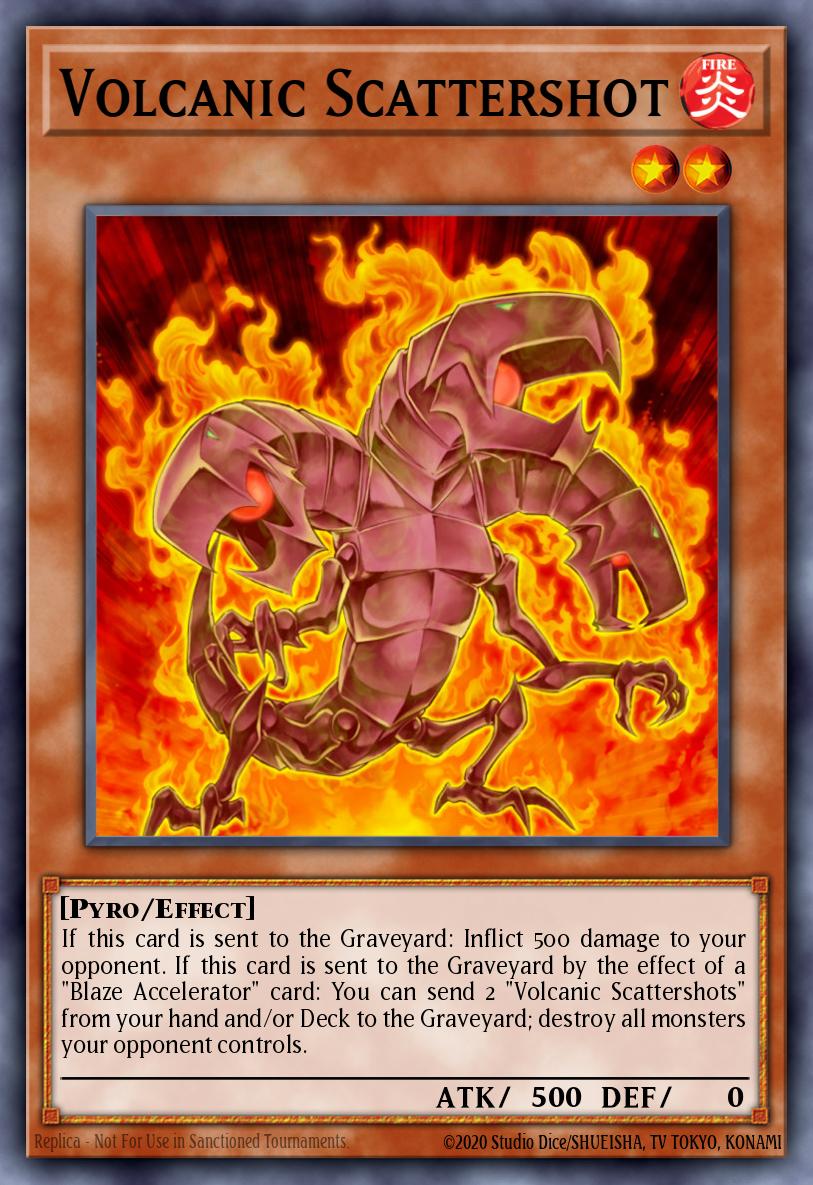 Volcanic Scattershot
FIRE
炎
[Pyro/Effect]
If this card is sent to the Graveyard: Inflict 500 damage to your
opponent. If this card is sent to the Graveyard by the effect of a
"Blaze Accelerator" card: You can send 2 "Volcanic Scattershots"
from your hand and/or Deck to the Graveyard; destroy all monsters
your opponent controls.
ATK/ 500 DEF/ 0
Replica - Not For Use in Sanctioned Tournaments.
©2020 Studio Dice/SHUEISHA, TV TOKYO, KONAMI